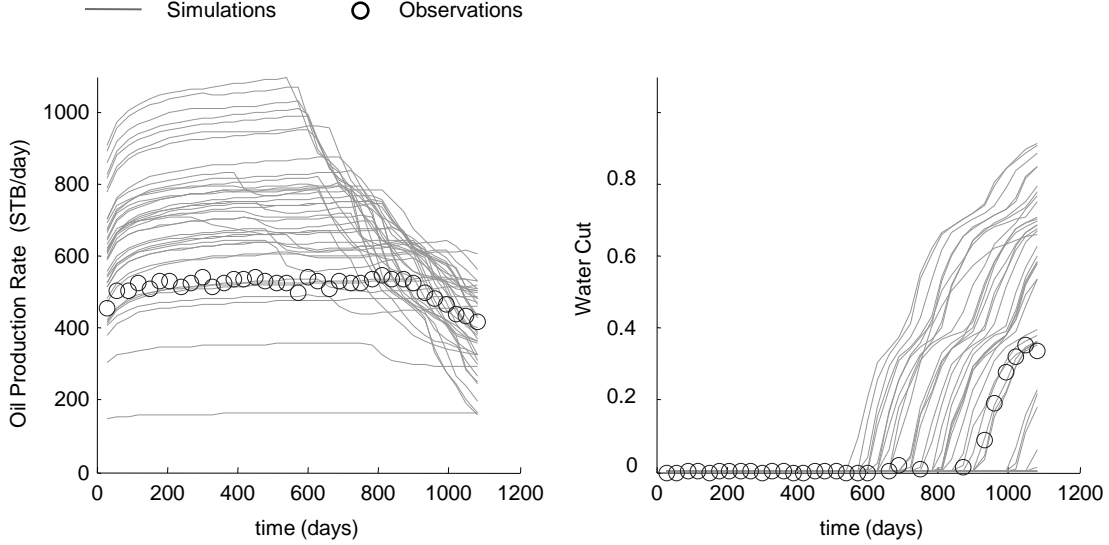 Simulations Observations
Oil Production Rate (STB/day)
1000
800
600
400
200
0
0 200 400 600 800 1000 1200
time (days)
Water Cut
0.8
0.6
0.4
0.2
0
0 200 400 600 800 1000 1200
time (days)